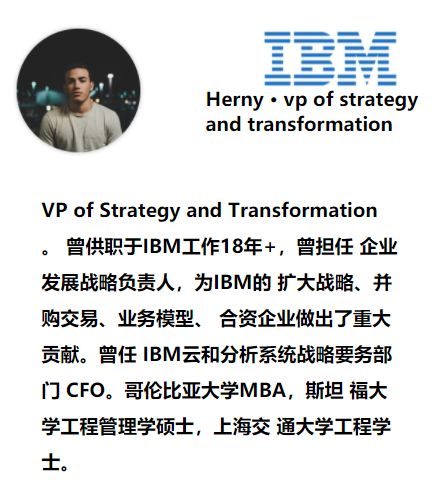 IBM
Herny • vp of strategy
and transformation
VP of Strategy and Transformation
。 曾供职于IBM工作18年+，曾担任 企业
发展战略负责人，为IBM的 扩大战略、并
购交易、业务模型、 合资企业做出了重大
贡献。曾任 IBM云和分析系统战略要务部
门 CFO。哥伦比亚大学MBA，斯坦 福大
学工程管理学硕士，上海交 通大学工程学
士。